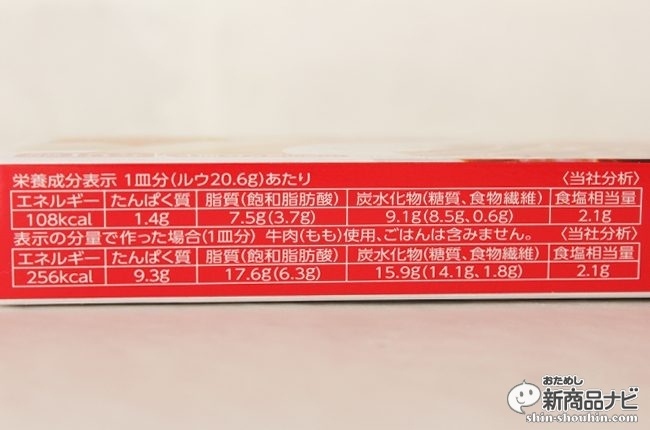 栄養成分表示 1皿分(ルウ20.6g)あたり 〈当社分析〉
エネルギー たんぱく質 脂質(飽和脂肪酸) 炭水化物(糖質、食物繊維) 食塩相当量
108kcal 1.4g 7.5g(3.7g) 9.1g(8.5g、0.6g) 2.1g
表示の分量で作った場合(1皿分) 牛肉(もも)使用、ごはんは含みません。 〈当社分析〉
エネルギー たんぱく質 脂質(飽和脂肪酸) 炭水化物(糖質、食物繊維) 食塩相当量
256kcal 9.3g 17.6g(6.3g) 15.9g(14.1g、1.8g) 2.1g
おためし
新商品ナビ
shin-shouhin.com